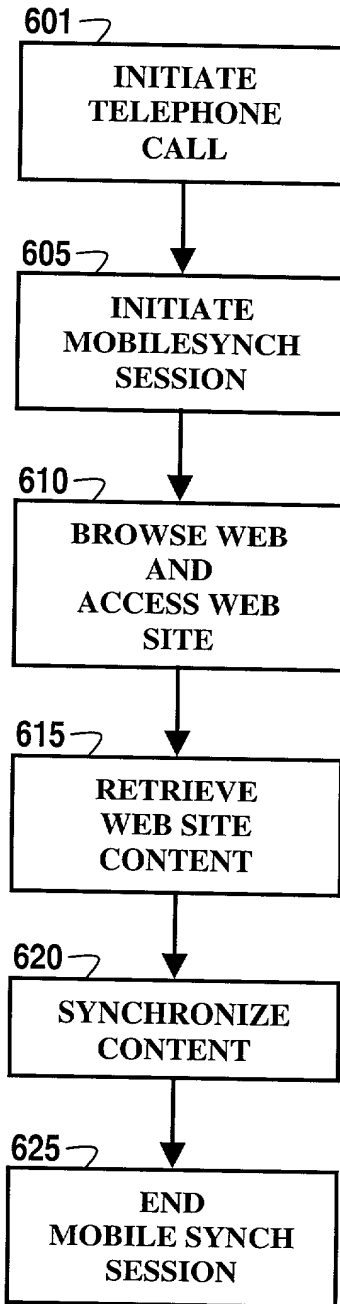 601
INITIATE
TELEPHONE
CALL
605
INITIATE
MOBILESYNCH
SESSION
610
BROWSE WEB
AND
ACCESS WEB
SITE
615
RETRIEVE
WEB SITE
CONTENT
620
SYNCHRONIZE
CONTENT
625
END
MOBILE SYNCH
SESSION